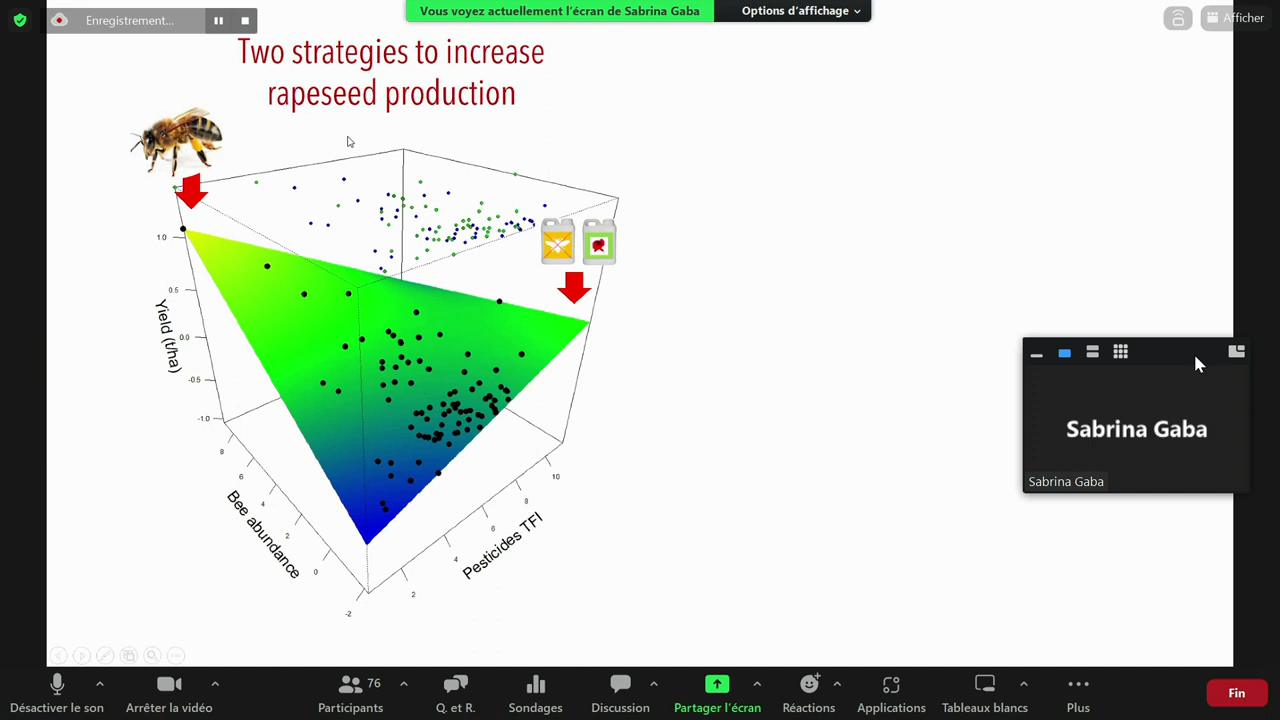 Enregistrement...
Vous voyez actuellement l'écran de Sabrina Gaba
Options d'affichage
Afficher
Two strategies to increase
rapeseed production
1.0
0.5
0.0
-0.5
-1.0
Yield (t/ha)
8
6
4
2
0
-2
Bee abundance
2
4
6
8
10
Pesticides TFI
Sabrina Gaba
Sabrina Gaba
76
Désactiver le son
Arrêter la vidéo
Participants
Q. et R.
Sondages
Discussion
Partager l'écran
Réactions
Applications
Tableaux blancs
Plus
Fin